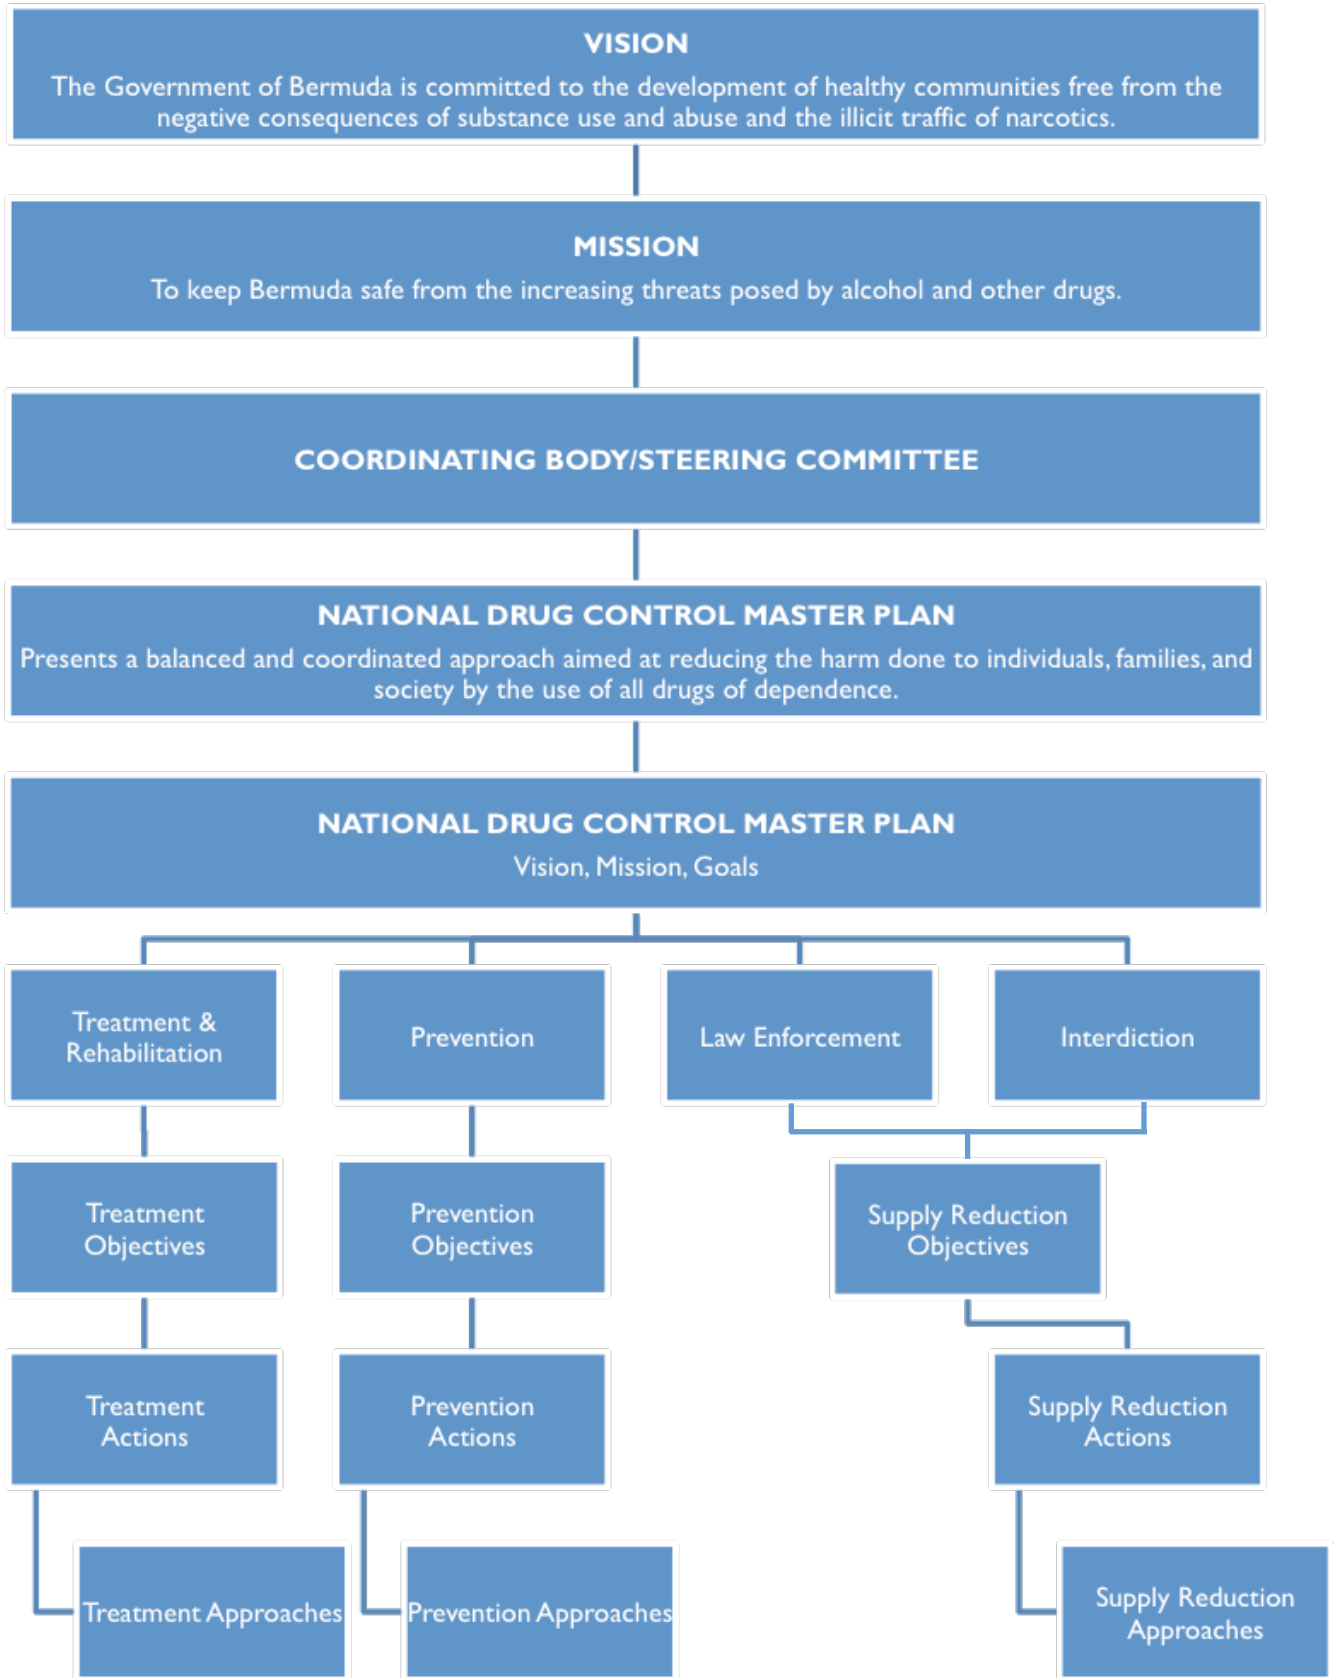 VISION
The Government of Bermuda is committed to the development of healthy communities free from the
negative consequences of substance use and abuse and the illicit traffic of narcotics.
MISSION
To keep Bermuda safe from the increasing threats posed by alcohol and other drugs.
COORDINATING BODY/STEERING COMMITTEE
NATIONAL DRUG CONTROL MASTER PLAN
Presents a balanced and coordinated approach aimed at reducing the harm done to individuals, families, and
society by the use of all drugs of dependence.
NATIONAL DRUG CONTROL MASTER PLAN
Vision, Mission, Goals
Treatment &
Rehabilitation
Prevention
Law Enforcement
Interdiction
Treatment
Objectives
Prevention
Objectives
Supply Reduction
Objectives
Treatment
Actions
Prevention
Actions
Supply Reduction
Actions
Treatment Approaches
Prevention Approaches
Supply Reduction
Approaches